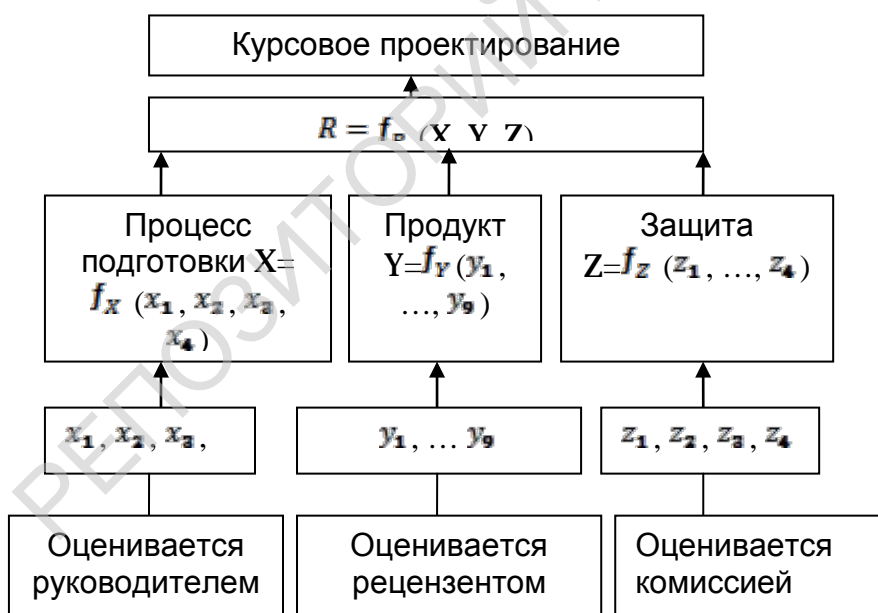 Курсовое проектирование
R = f_R (X, Y, Z)
Процесс
подготовки X=
f_X (x₁, x₂, x₃,
x₄)
Продукт
Y=f_Y(y₁,
…, y₉)
Защита
Z=f_Z (z₁, …, z₄)
x₁, x₂, x₃,
y₁, … y₉
z₁, z₂, z₃, z₄
Оценивается
руководителем
Оценивается
рецензентом
Оценивается
комиссией
РЕПОЗИТОРИЙ